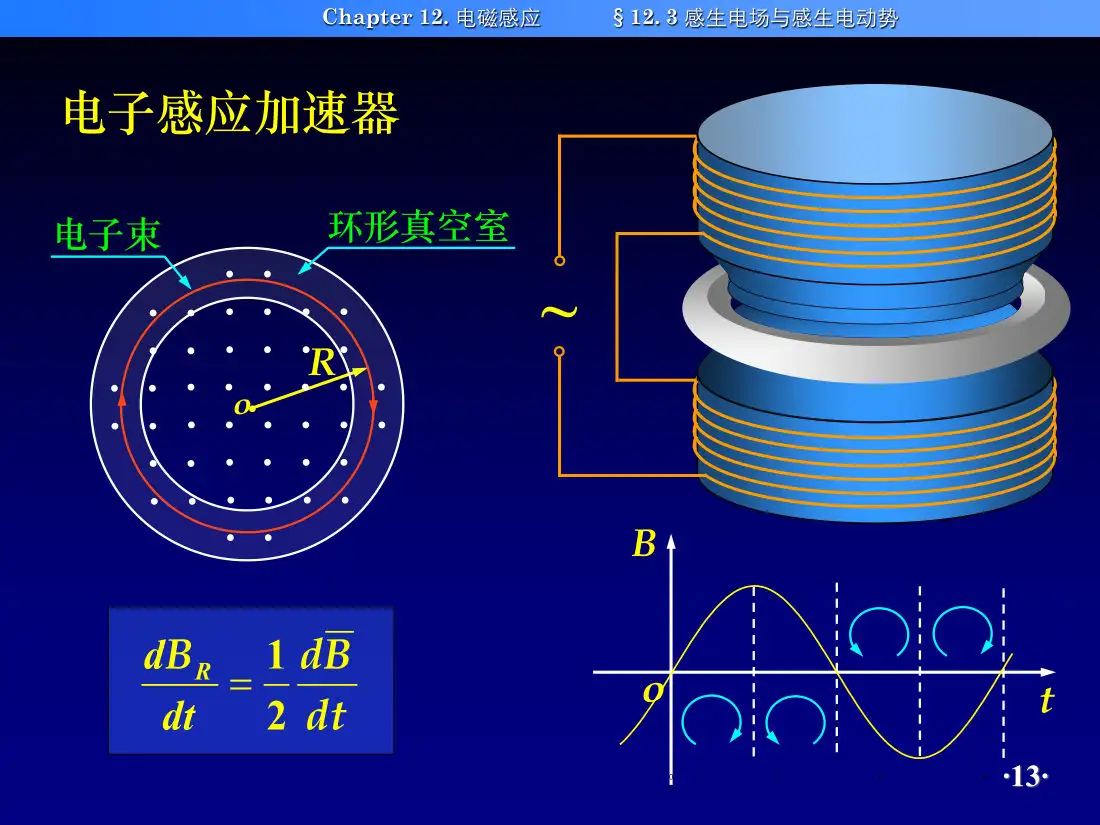 Chapter 12. 电磁感应 § 12. 3 感生电场与感生电动势
电子感应加速器
电子束
环形真空室
R
o
~
B
o
t
dB_R/dt = 1/2 dB̅/dt
·13·